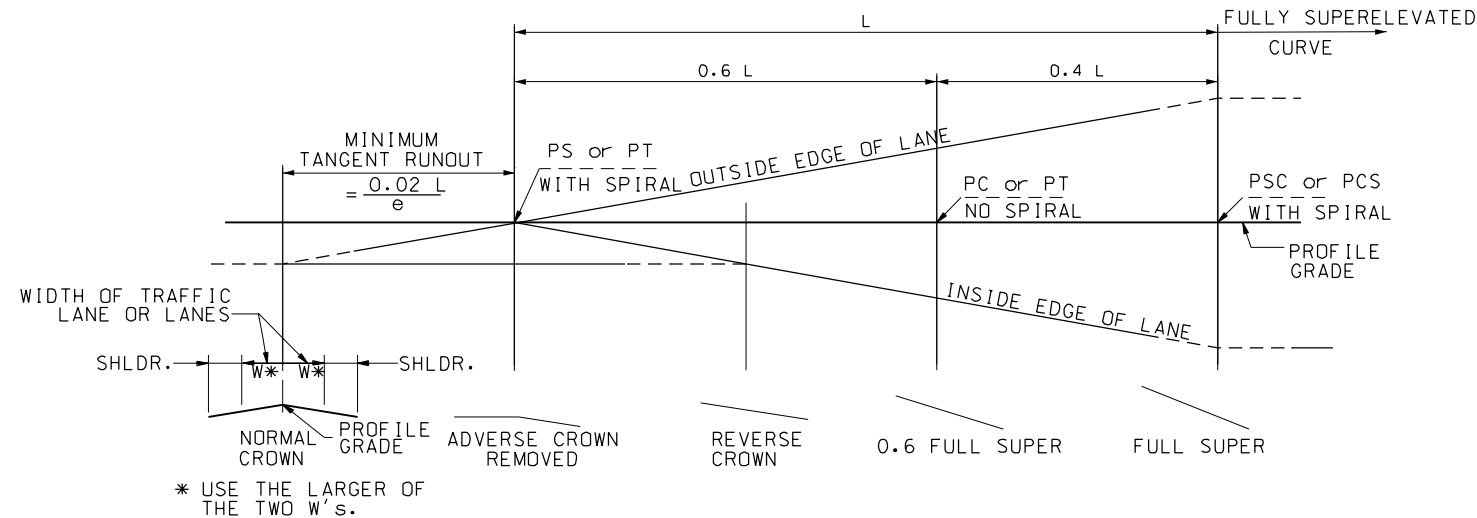 L
FULLY SUPERELEVATED
CURVE
0.6 L
0.4 L
MINIMUM
TANGENT RUNOUT
= 0.02 L
e
PS or PT
WITH SPIRAL
OUTSIDE EDGE OF LANE
PC or PT
NO SPIRAL
PSC or PCS
WITH SPIRAL
PROFILE
GRADE
INSIDE EDGE OF LANE
WIDTH OF TRAFFIC
LANE OR LANES
SHLDR.
W* W*
SHLDR.
NORMAL
CROWN
PROFILE
GRADE
ADVERSE CROWN
REMOVED
REVERSE
CROWN
0.6 FULL SUPER
FULL SUPER
* USE THE LARGER OF
THE TWO W's.